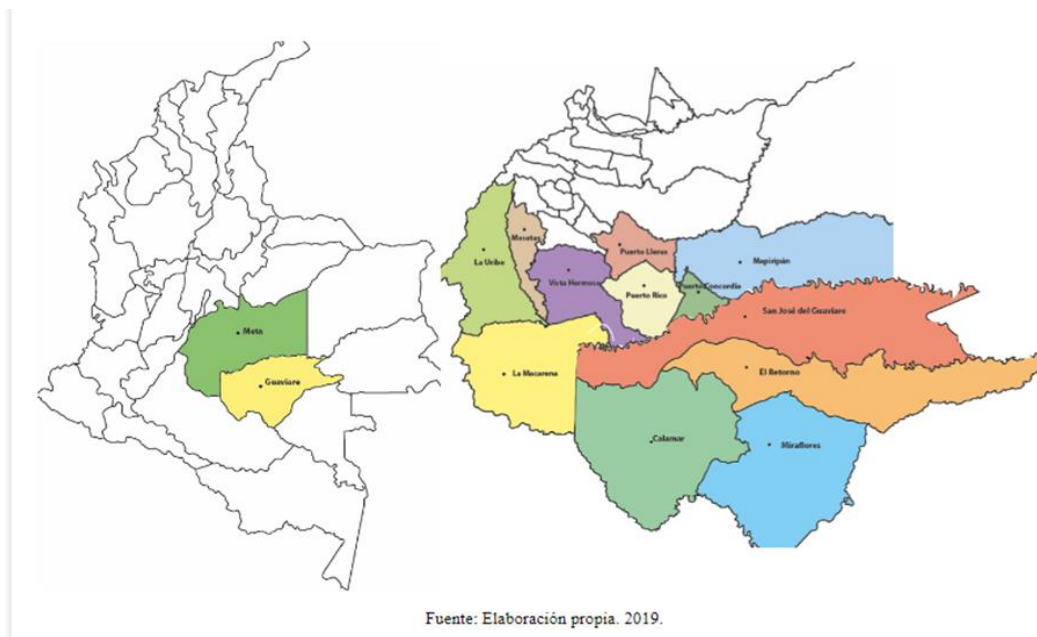 Meta
Guaviare
La Uribe
Mesetas
Puerto Lleras
Mapiripán
Vista Hermosa
Puerto Rico
Puerto Concordia
San José del Guaviare
La Macarena
El Retorno
Calamar
Miraflores
Fuente: Elaboración propia. 2019.